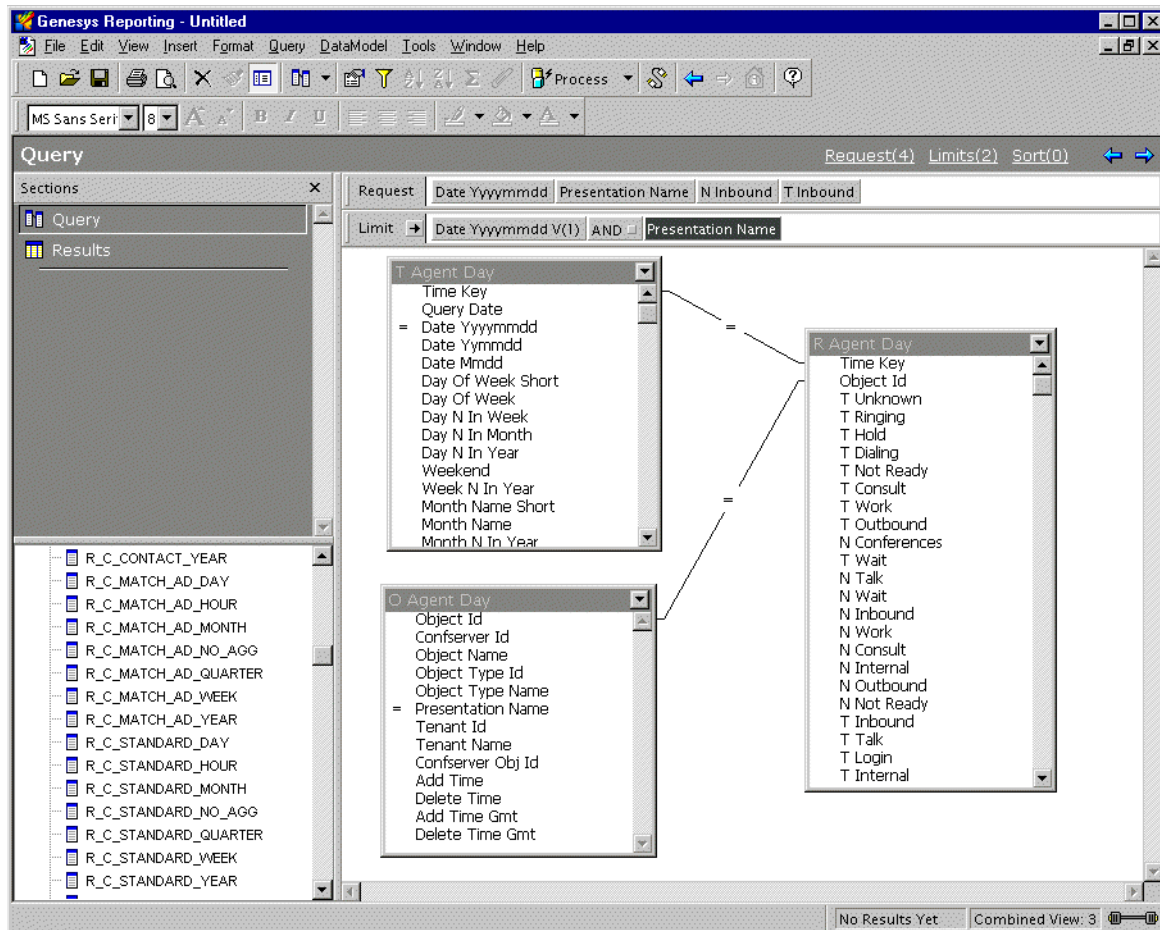 Genesys Reporting - Untitled
File Edit View Insert Format Query DataModel Tools Window Help
Process
MS Sans Seri 8 A A B I U A
Query Request(4) Limits(2) Sort(0)
Sections
Query
Results
Request Date Yyyymmdd Presentation Name N Inbound T Inbound
Limit Date Yyyymmdd V(1) AND Presentation Name
T Agent Day
Time Key
Query Date
= Date Yyyymmdd
Date Yymmdd
Date Mmdd
Day Of Week Short
Day Of Week
Day N In Week
Day N In Month
Day N In Year
Weekend
Week N In Year
Month Name Short
Month Name
Month N In Year
=
=
R Agent Day
Time Key
Object Id
T Unknown
T Ringing
T Hold
T Dialing
T Not Ready
T Consult
T Work
T Outbound
N Conferences
T Wait
N Talk
N Wait
N Inbound
N Work
N Consult
N Internal
N Outbound
N Not Ready
T Inbound
T Talk
T Login
T Internal
O Agent Day
Object Id
Confserver Id
Object Name
Object Type Id
Object Type Name
= Presentation Name
Tenant Id
Tenant Name
Confserver Obj Id
Add Time
Delete Time
Add Time Gmt
Delete Time Gmt
R_C_CONTACT_YEAR
R_C_MATCH_AD_DAY
R_C_MATCH_AD_HOUR
R_C_MATCH_AD_MONTH
R_C_MATCH_AD_NO_AGG
R_C_MATCH_AD_QUARTER
R_C_MATCH_AD_WEEK
R_C_MATCH_AD_YEAR
R_C_STANDARD_DAY
R_C_STANDARD_HOUR
R_C_STANDARD_MONTH
R_C_STANDARD_NO_AGG
R_C_STANDARD_QUARTER
R_C_STANDARD_WEEK
R_C_STANDARD_YEAR
No Results Yet Combined View: 3